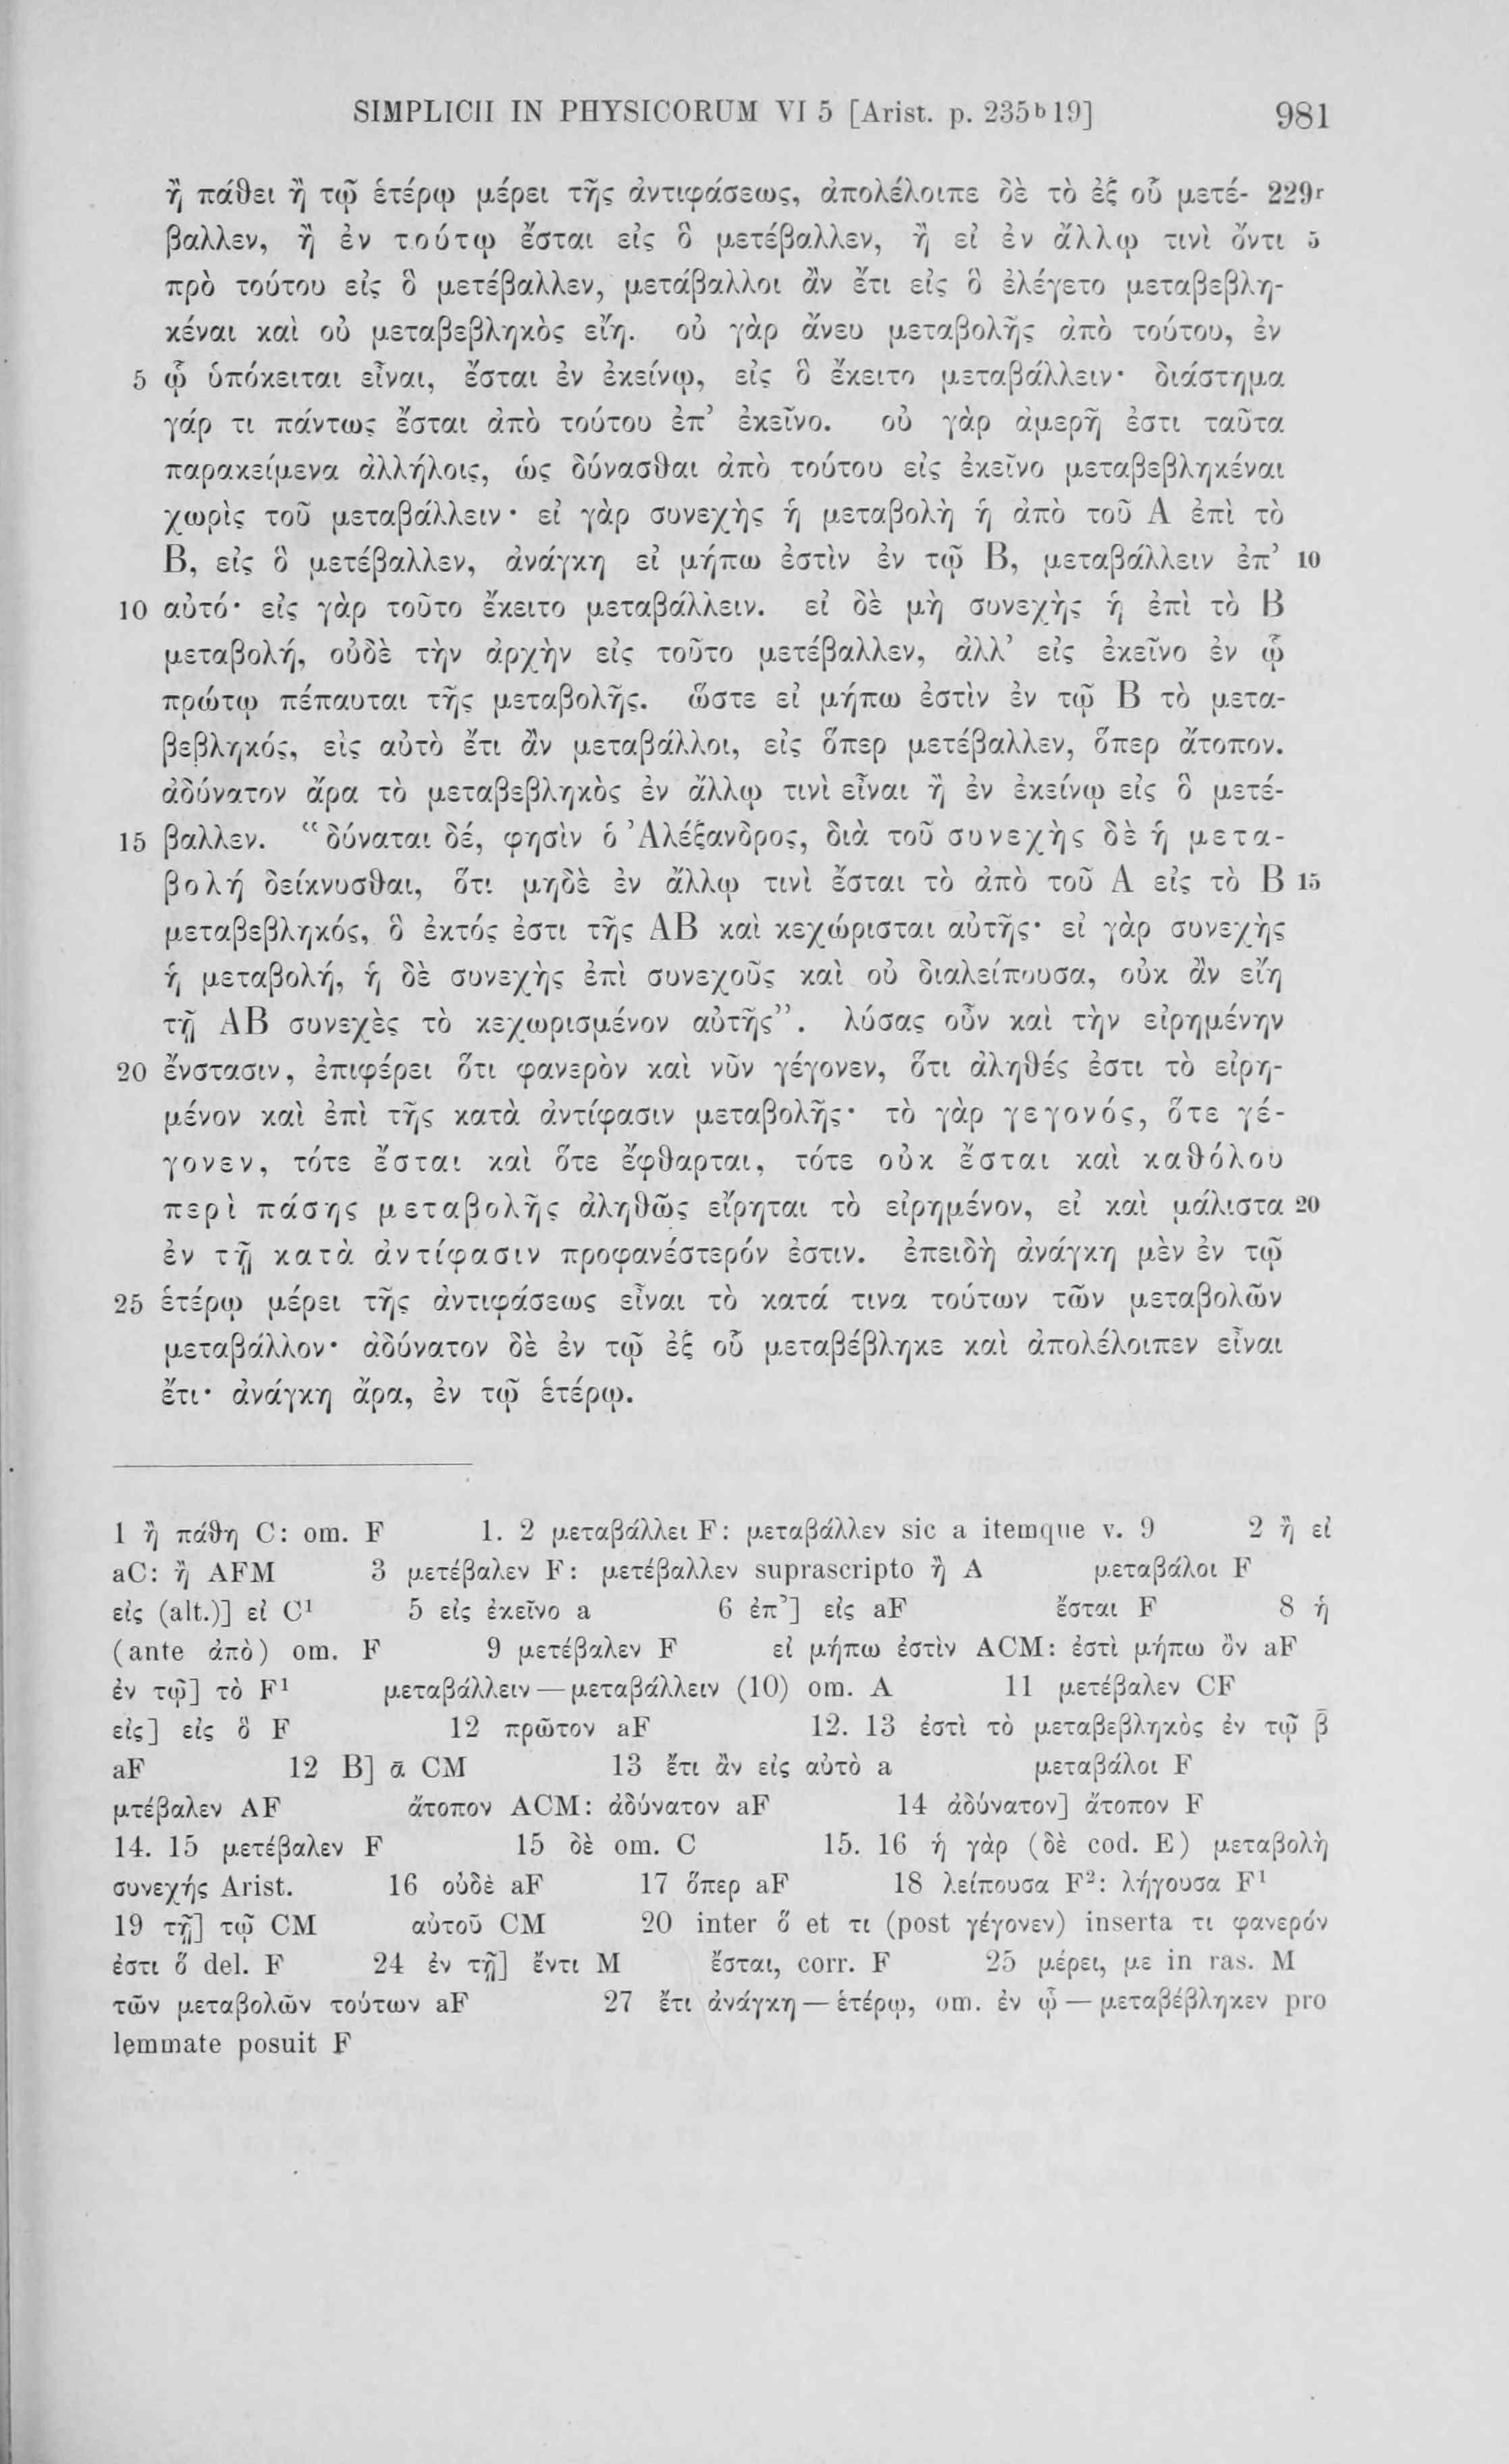 SIMPLICII IN PHYSICORUM VI 5 [Arist. p. 235ᵇ19] 981
ἢ πάθει ἢ τῷ ἑτέρῳ μέρει τῆς ἀντιφάσεως, ἀπολέλοιπε δὲ τὸ ἐξ οὗ μετέ- 229ʳ
βαλλεν, ἢ ἐν τούτῳ ἔσται εἰς ὃ μετέβαλλεν, ἢ εἰ ἐν ἄλλῳ τινὶ ὄντι 5
πρὸ τούτου εἰς ὃ μετέβαλλεν, μετάβαλλοι ἂν ἔτι εἰς ὃ ἐλέγετο μεταβεβλη-
κέναι καὶ οὐ μεταβεβληκὸς εἴη. οὐ γὰρ ἄνευ μεταβολῆς ἀπὸ τούτου, ἐν
5 ᾧ ὑπόκειται εἶναι, ἔσται ἐν ἐκείνῳ, εἰς ὃ ἔκειτο μεταβάλλειν· διάστημα
γάρ τι πάντως ἔσται ἀπὸ τούτου ἐπ’ ἐκεῖνο. οὐ γὰρ ἀμερῆ ἐστι ταῦτα
παρακείμενα ἀλλήλοις, ὡς δύνασθαι ἀπὸ τούτου εἰς ἐκεῖνο μεταβεβληκέναι
χωρὶς τοῦ μεταβάλλειν· εἰ γὰρ συνεχὴς ἡ μεταβολὴ ἡ ἀπὸ τοῦ Α ἐπὶ τὸ
Β, εἰς ὃ μετέβαλλεν, ἀνάγκη εἰ μήπω ἐστὶν ἐν τῷ Β, μεταβάλλειν ἐπ’ 10
10 αὐτό· εἰς γὰρ τοῦτο ἔκειτο μεταβάλλειν. εἰ δὲ μὴ συνεχὴς ἡ ἐπὶ τὸ Β
μεταβολή, οὐδὲ τὴν ἀρχὴν εἰς τοῦτο μετέβαλλεν, ἀλλ’ εἰς ἐκεῖνο ἐν ᾧ
πρώτῳ πέπαυται τῆς μεταβολῆς. ὥστε εἰ μήπω ἐστὶν ἐν τῷ Β τὸ μετα-
βεβληκός, εἰς αὐτὸ ἔτι ἂν μεταβάλλοι, εἰς ὅπερ μετέβαλλεν, ὅπερ ἄτοπον.
ἀδύνατον ἄρα τὸ μεταβεβληκὸς ἐν ἄλλῳ τινὶ εἶναι ἢ ἐν ἐκείνῳ εἰς ὃ μετέ-
15 βαλλεν. “δύναται δέ, φησὶν ὁ Ἀλέξανδρος, διὰ τοῦ συνεχὴς δὲ ἡ μετα-
βολή δείκνυσθαι, ὅτι μηδὲ ἐν ἄλλῳ τινὶ ἔσται τὸ ἀπὸ τοῦ Α εἰς τὸ Β 15
μεταβεβληκός, ὃ ἐκτός ἐστι τῆς ΑΒ καὶ κεχώρισται αὐτῆς· εἰ γὰρ συνεχὴς
ἡ μεταβολή, ἡ δὲ συνεχὴς ἐπὶ συνεχοῦς καὶ οὐ διαλείπουσα, οὐκ ἂν εἴη
τῇ ΑΒ συνεχὲς τὸ κεχωρισμένον αὐτῆς”. λύσας οὖν καὶ τὴν εἰρημένην
20 ἔνστασιν, ἐπιφέρει ὅτι φανερὸν καὶ νῦν γέγονεν, ὅτι ἀληθές ἐστι τὸ εἰρη-
μένον καὶ ἐπὶ τῆς κατὰ ἀντίφασιν μεταβολῆς· τὸ γὰρ γεγονός, ὅτε γέ-
γονεν, τότε ἔσται καὶ ὅτε ἔφθαρται, τότε οὐκ ἔσται καὶ καθόλου
περὶ πάσης μεταβολῆς ἀληθῶς εἴρηται τὸ εἰρημένον, εἰ καὶ μάλιστα 20
ἐν τῇ κατὰ ἀντίφασιν προφανέστερόν ἐστιν. ἐπειδὴ ἀνάγκη μὲν ἐν τῷ
25 ἑτέρῳ μέρει τῆς ἀντιφάσεως εἶναι τὸ κατά τινα τούτων τῶν μεταβολῶν
μεταβάλλον· ἀδύνατον δὲ ἐν τῷ ἐξ οὗ μεταβέβληκε καὶ ἀπολέλοιπεν εἶναι
ἔτι· ἀνάγκη ἄρα, ἐν τῷ ἑτέρῳ.
1 ἢ πάθη C: om. F 1. 2 μεταβάλλει F: μεταβάλλεν sic a itemque v. 9 2 ἢ εἰ
aC: ἢ AFM 3 μετέβαλεν F: μετέβαλλεν suprascripto ἢ A μεταβάλοι F
εἰς (alt.)] εἰ C¹ 5 εἰς ἐκεῖνο a 6 ἐπ’] εἰς aF ἔσται F 8 ἡ
(ante ἀπὸ) om. F 9 μετέβαλεν F εἰ μήπω ἐστὶν ACM: ἐστὶ μήπω ὂν aF
ἐν τῷ] τὸ F¹ μεταβάλλειν — μεταβάλλειν (10) om. A 11 μετέβαλεν CF
εἰς] εἰς ὃ F 12 πρῶτον aF 12. 13 ἐστὶ τὸ μεταβεβληκὸς ἐν τῷ β̄
aF 12 B] ᾱ CM 13 ἔτι ἂν εἰς αὐτὸ a μεταβάλοι F
μτέβαλεν AF ἄτοπον ACM: ἀδύνατον aF 14 ἀδύνατον] ἄτοπον F
14. 15 μετέβαλεν F 15 δὲ om. C 15. 16 ἡ γὰρ (δὲ cod. E) μεταβολὴ
συνεχής Arist. 16 οὐδὲ aF 17 ὅπερ aF 18 λείπουσα F²: λήγουσα F¹
19 τῇ] τῷ CM αὐτοῦ CM 20 inter ὅ et τι (post γέγονεν) inserta τι φανερόν
ἐστι ὅ del. F 24 ἐν τῇ] ἔντι M ἔσται, corr. F 25 μέρει, με in ras. M
τῶν μεταβολῶν τούτων aF 27 ἔτι ἀνάγκη — ἑτέρῳ, om. ἐν ᾧ — μεταβέβληκεν pro
lemmate posuit F